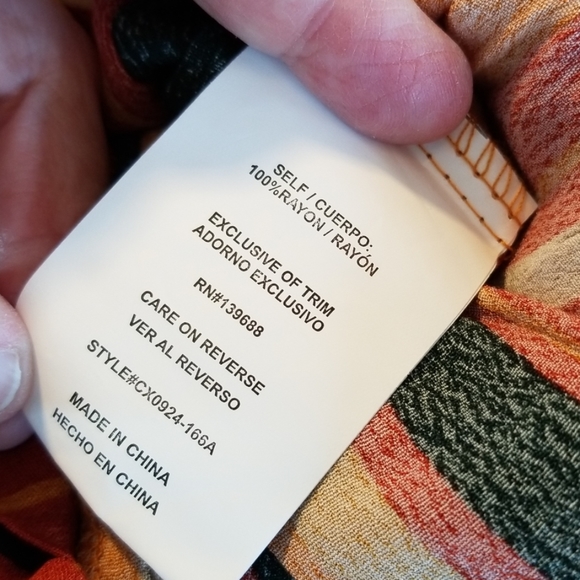 SELF / CUERPO:
100%RAYON / RAYÓN
EXCLUSIVE OF TRIM
ADORNO EXCLUSIVO
RN#139688
CARE ON REVERSE
VER AL REVERSO
STYLE#CX0924-166A
MADE IN CHINA
HECHO EN CHINA